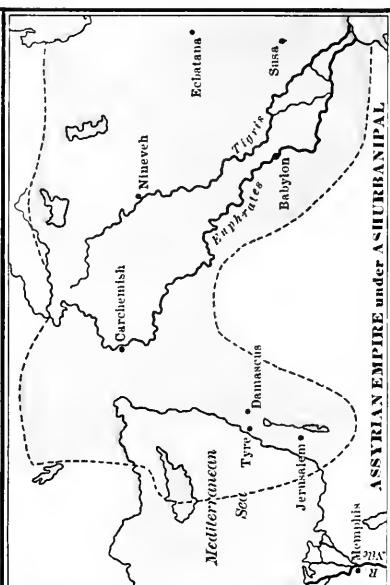 ASSYRIAN EMPIRE under ASHURBANIPAL
Ecbatana
Susa
Nineveh
Tigris
Euphrates
Babylon
Carchemish
Damascus
Tyre
Jerusalem
Mediterranean
Sea
Memphis
R Nile